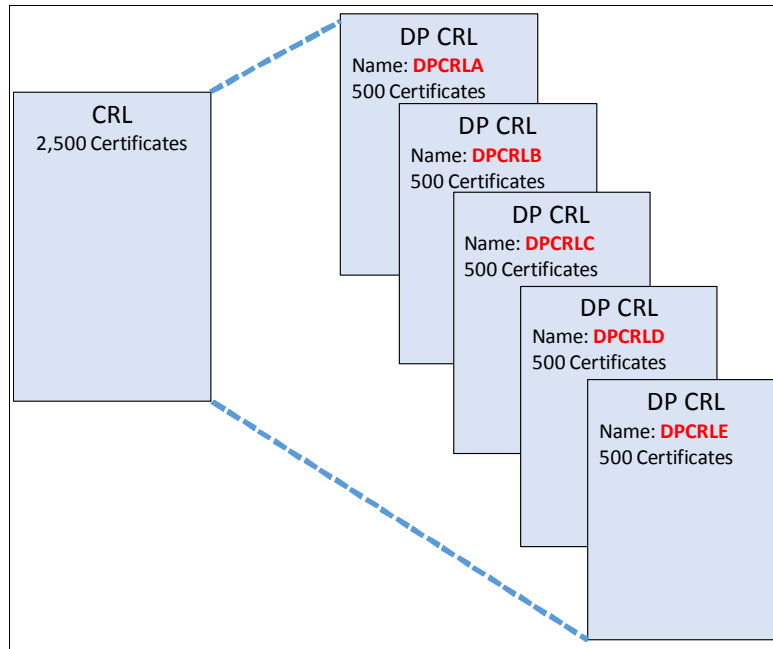 CRL
2,500 Certificates
DP CRL
Name: DPCRLA
500 Certificates
DP CRL
Name: DPCRLB
500 Certificates
DP CRL
Name: DPCRLC
500 Certificates
DP CRL
Name: DPCRLD
500 Certificates
DP CRL
Name: DPCRLE
500 Certificates